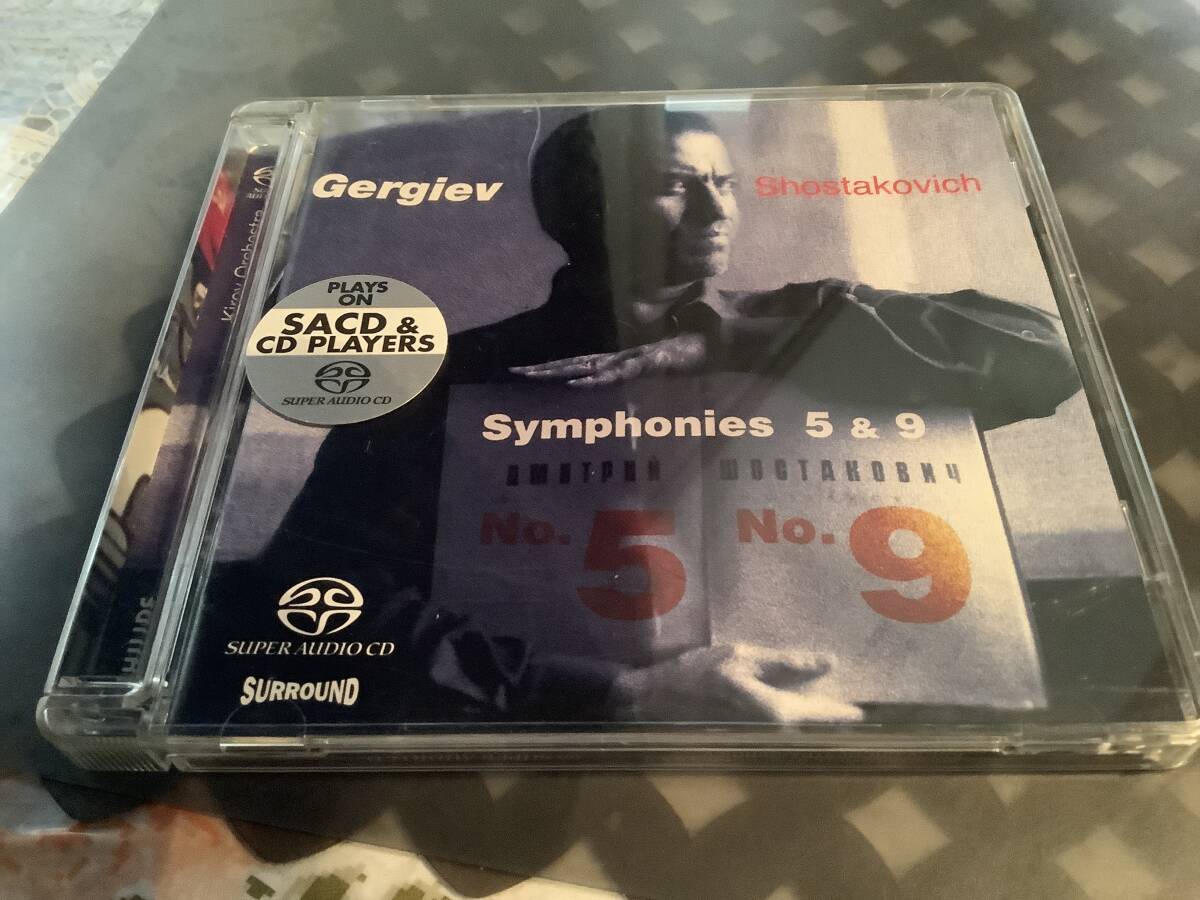 Gergiev
Shostakovich
PLAYS
ON
SACD &
CD PLAYERS
SUPER AUDIO CD
Kirov Orchestra
Symphonies 5 & 9
ДМИТРИЙ ШОСТАКОВИЧ
No. 5 No. 9
SUPER AUDIO CD
SURROUND
PHILIPS